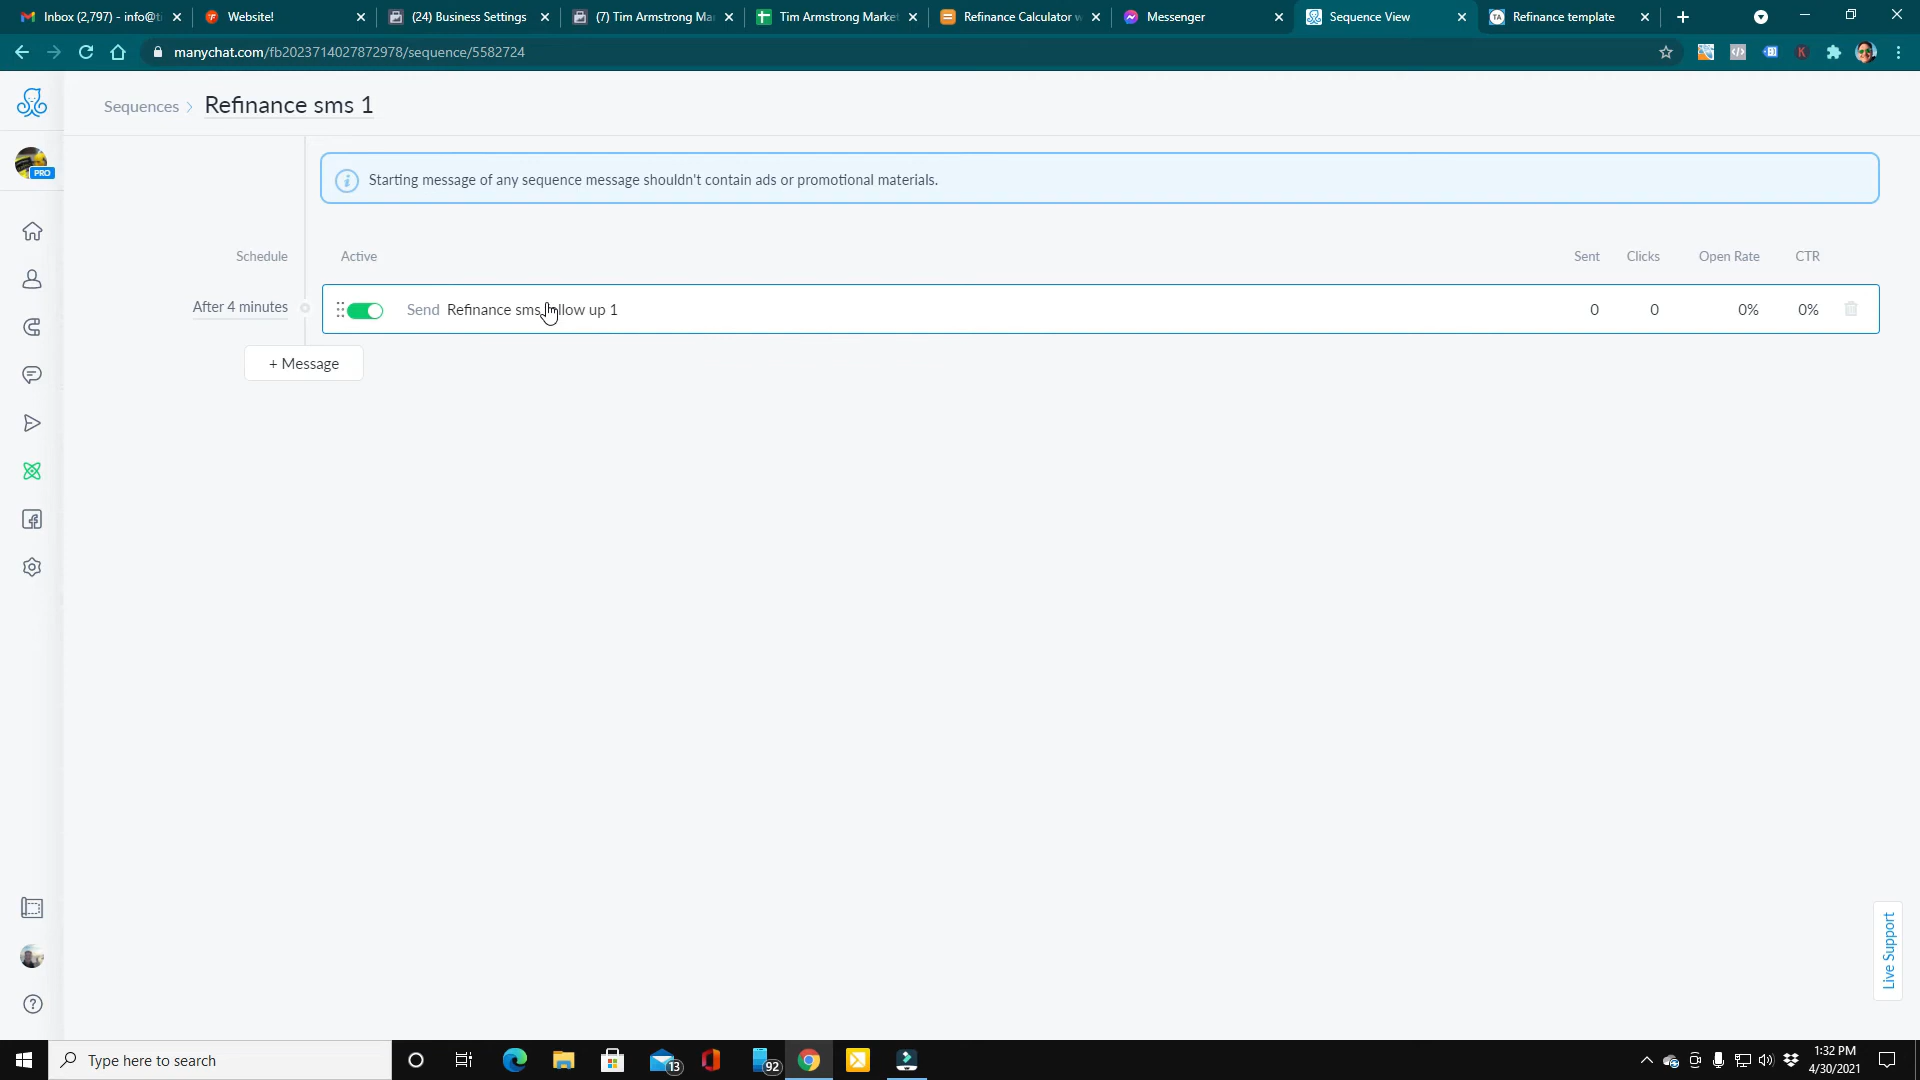 Inbox (2,797) - info@ti
Website!
(24) Business Settings
(7) Tim Armstrong Ma
Tim Armstrong Market
Refinance Calculator w
Messenger
Sequence View
Refinance template
manychat.com/fb2023714027872978/sequence/5582724
Sequences > Refinance sms 1
PRO
Starting message of any sequence message shouldn't contain ads or promotional materials.
Schedule Active Sent Clicks Open Rate CTR
After 4 minutes Send Refinance sms follow up 1 0 0 0% 0%
+ Message
Live Support
Type here to search
13
92
1:32 PM
4/30/2021